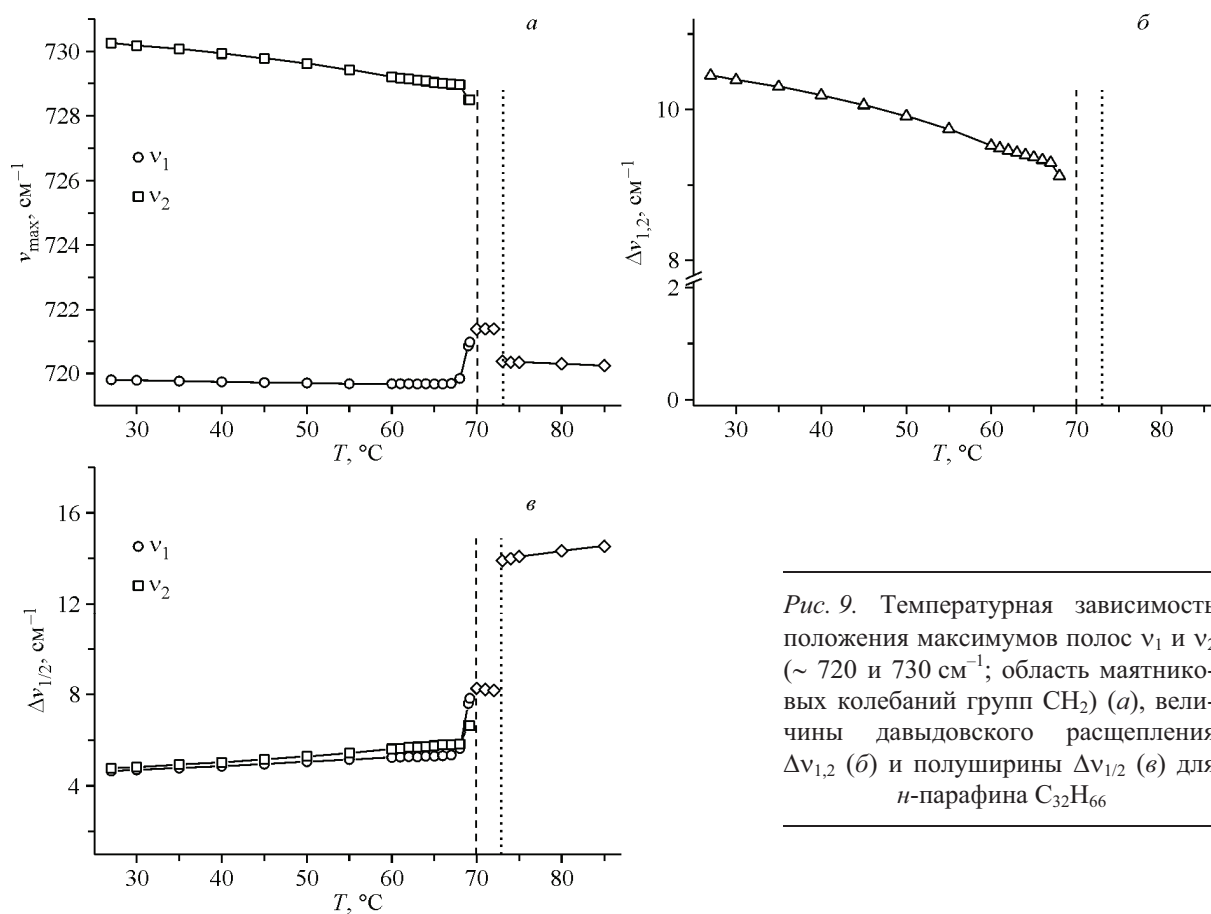 а
730
728
726
724
722
720
ν₁
ν₂
νmax, см⁻¹
30 40 50 60 70 80
T, °C
б
10
8
2
0
Δν₁,₂, см⁻¹
30 40 50 60 70 80
T, °C
в
16
12
8
4
ν₁
ν₂
Δν₁/₂, см⁻¹
30 40 50 60 70 80
T, °C
Рис. 9. Температурная зависимость
положения максимумов полос ν₁ и ν₂
(~ 720 и 730 см⁻¹; область маятнико-
вых колебаний групп CH₂) (а), вели-
чины давыдовского расщепления
Δν₁,₂ (б) и полуширины Δν₁/₂ (в) для
н-парафина C₃₂H₆₆